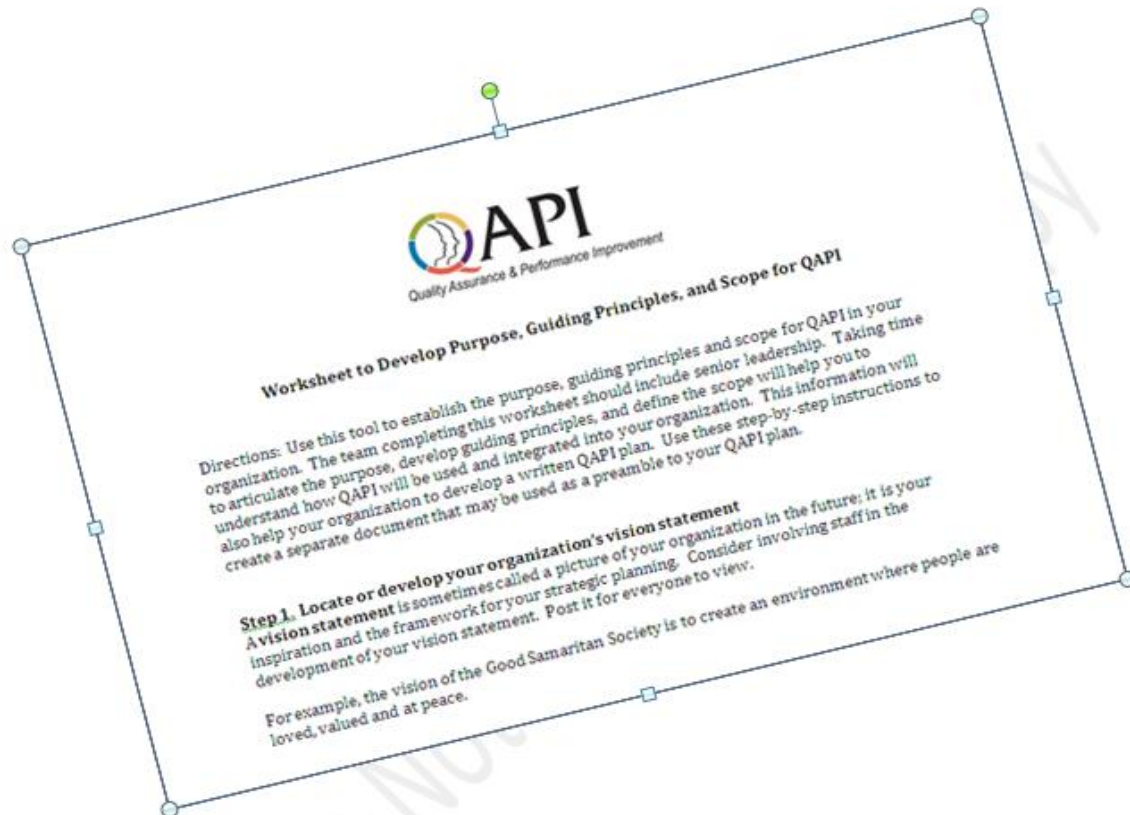 QAPI
Quality Assurance & Performance Improvement
Worksheet to Develop Purpose, Guiding Principles, and Scope for QAPI
Directions: Use this tool to establish the purpose, guiding principles and scope for QAPI in your
organization. The team completing this worksheet should include senior leadership. Taking time
to articulate the purpose, develop guiding principles, and define the scope will help you to
understand how QAPI will be used and integrated into your organization. This information will
also help your organization to develop a written QAPI plan. Use these step-by-step instructions to
create a separate document that may be used as a preamble to your QAPI plan.
Step 1. Locate or develop your organization's vision statement
A vision statement is sometimes called a picture of your organization in the future; it is your
inspiration and the framework for your strategic planning. Consider involving staff in the
development of your vision statement. Post it for everyone to view.
For example, the vision of the Good Samaritan Society is to create an environment where people are
loved, valued and at peace.